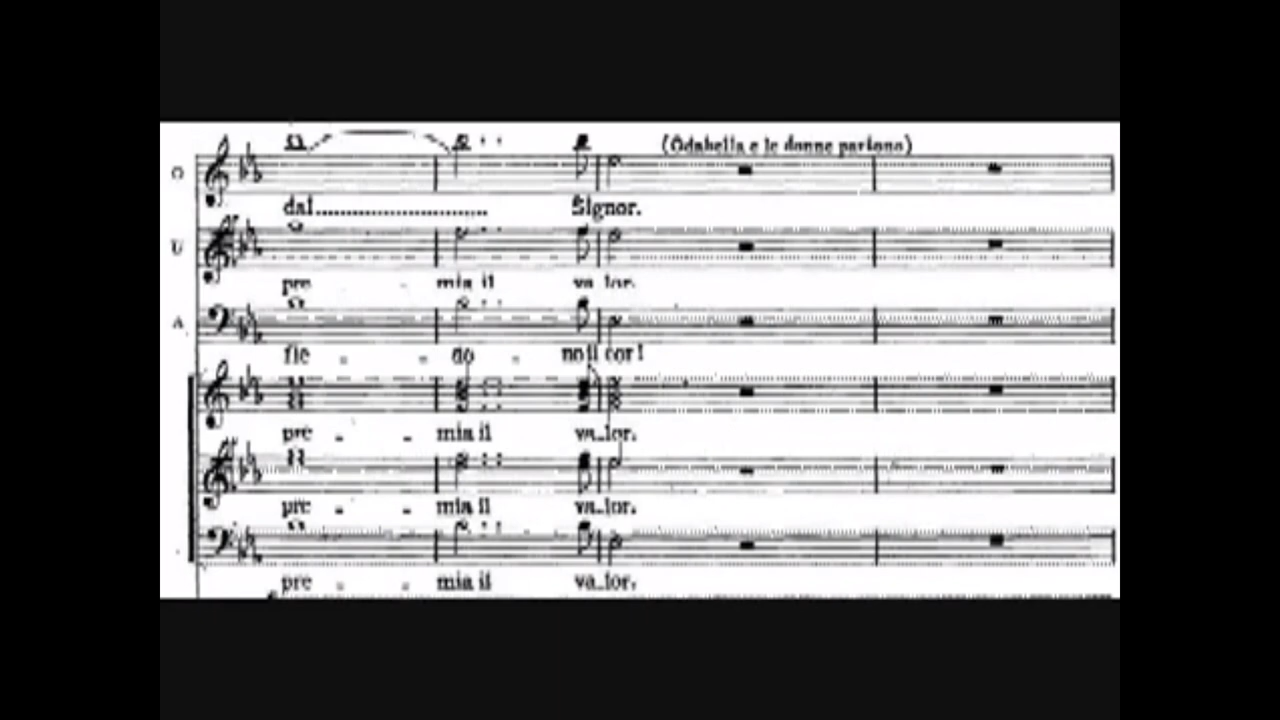 (Odabella e le donne partono)
O
dal........................... Signor.
U
pre - mia il va_lor.
A.
fie - - do - no il cor!
pre - - mia il va_lor.
pre - - mia il va_lor.
pre - - mia il va_lor.